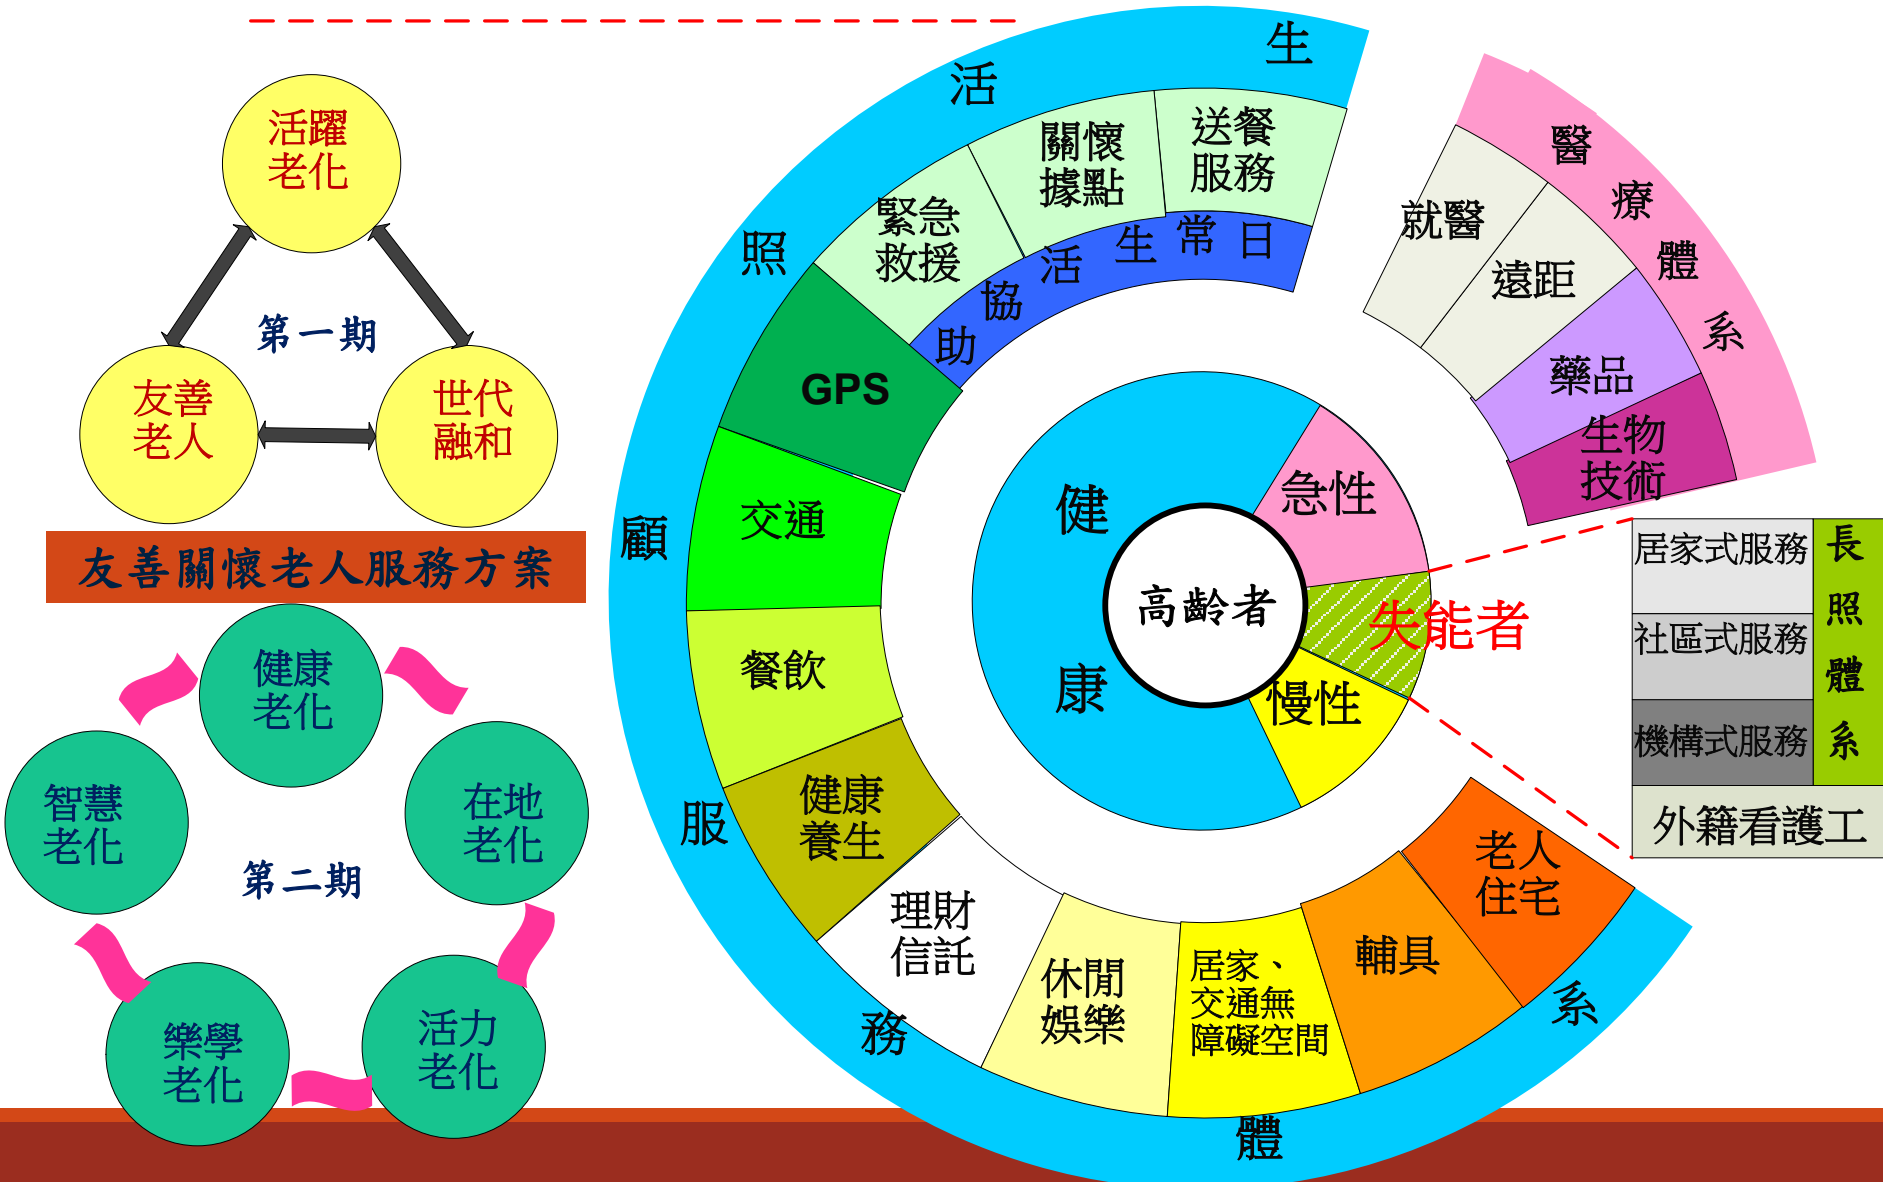 活躍
老化
第一期
友善
老人
世代
融和
友善關懷老人服務方案
健康
老化
智慧
老化
在地
老化
第二期
樂學
老化
活力
老化
生活照顧服務體系
送餐
服務
關懷
據點
緊急
救援
日常生活協助
GPS
交通
餐飲
健康
養生
理財
信託
休閒
娛樂
居家、
交通無
障礙空間
輔具
老人
住宅
醫療體系
就醫
遠距
藥品
生物
技術
健康
急性
失能者
慢性
高齡者
長照體系
居家式服務
社區式服務
機構式服務
外籍看護工